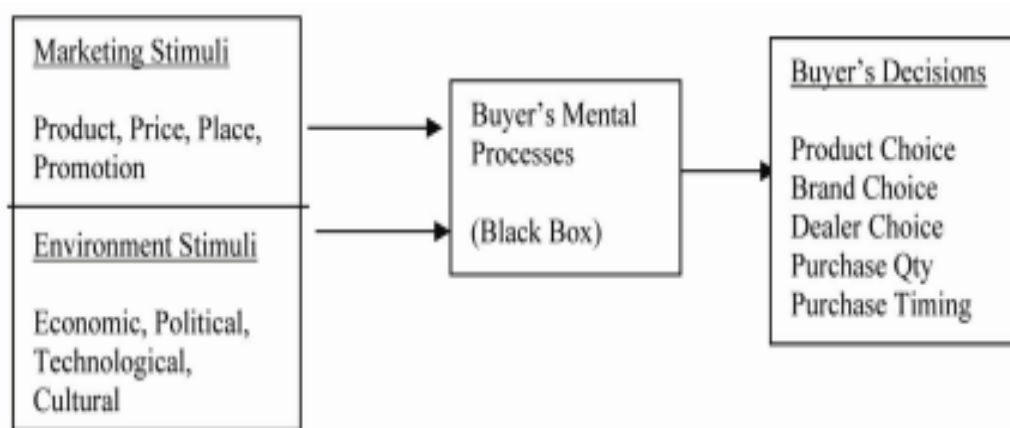 Marketing Stimuli
Product, Price, Place,
Promotion
Environment Stimuli
Economic, Political,
Technological,
Cultural
Buyer’s Mental
Processes
(Black Box)
Buyer’s Decisions
Product Choice
Brand Choice
Dealer Choice
Purchase Qty
Purchase Timing